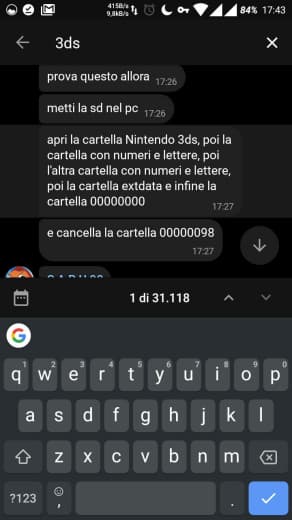 415B/s
9,8kB/s
84% 17:43
3ds
prova questo allora 17:26
metti la sd nel pc 17:26
apri la cartella Nintendo 3ds, poi la
cartella con numeri e lettere, poi
l'altra cartella con numeri e lettere,
poi la cartella extdata e infine la
cartella 00000000
17:27
e cancella la cartella 00000098
17:27
1 di 31.118
G
q w e r t y u i o p
1 2 3 4 5 6 7 8 9 0
a s d f g h j k l
z x c v b n m
?123 , .